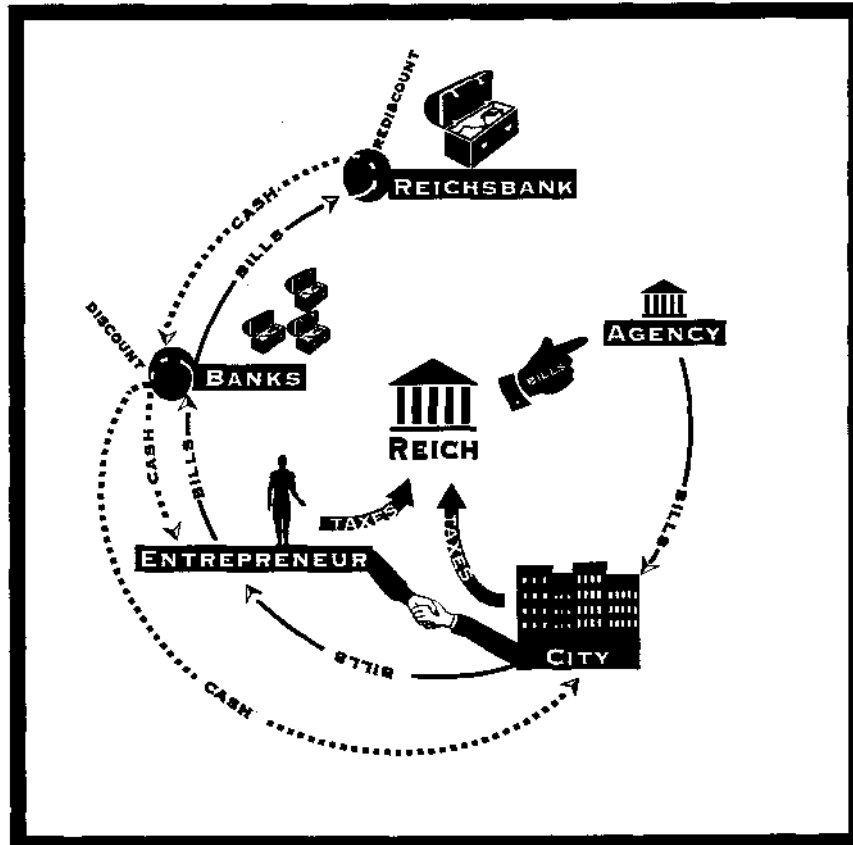 REDISCOUNT
REICHSBANK
CASH
BILLS
DISCOUNT
BANKS
AGENCY
BILLS
REICH
CASH
BILLS
TAXES
TAXES
BILLS
ENTREPRENEUR
BILLS
CITY
CASH